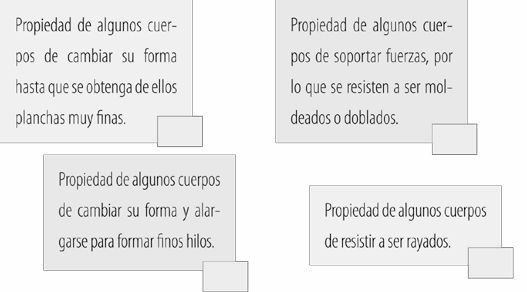 Propiedad de algunos cuer-
pos de cambiar su forma
hasta que se obtenga de ellos
planchas muy finas.
Propiedad de algunos cuer-
pos de soportar fuerzas, por
lo que se resisten a ser mol-
deados o doblados.
Propiedad de algunos cuerpos
de cambiar su forma y alar-
garse para formar finos hilos.
Propiedad de algunos cuerpos
de resistir a ser rayados.